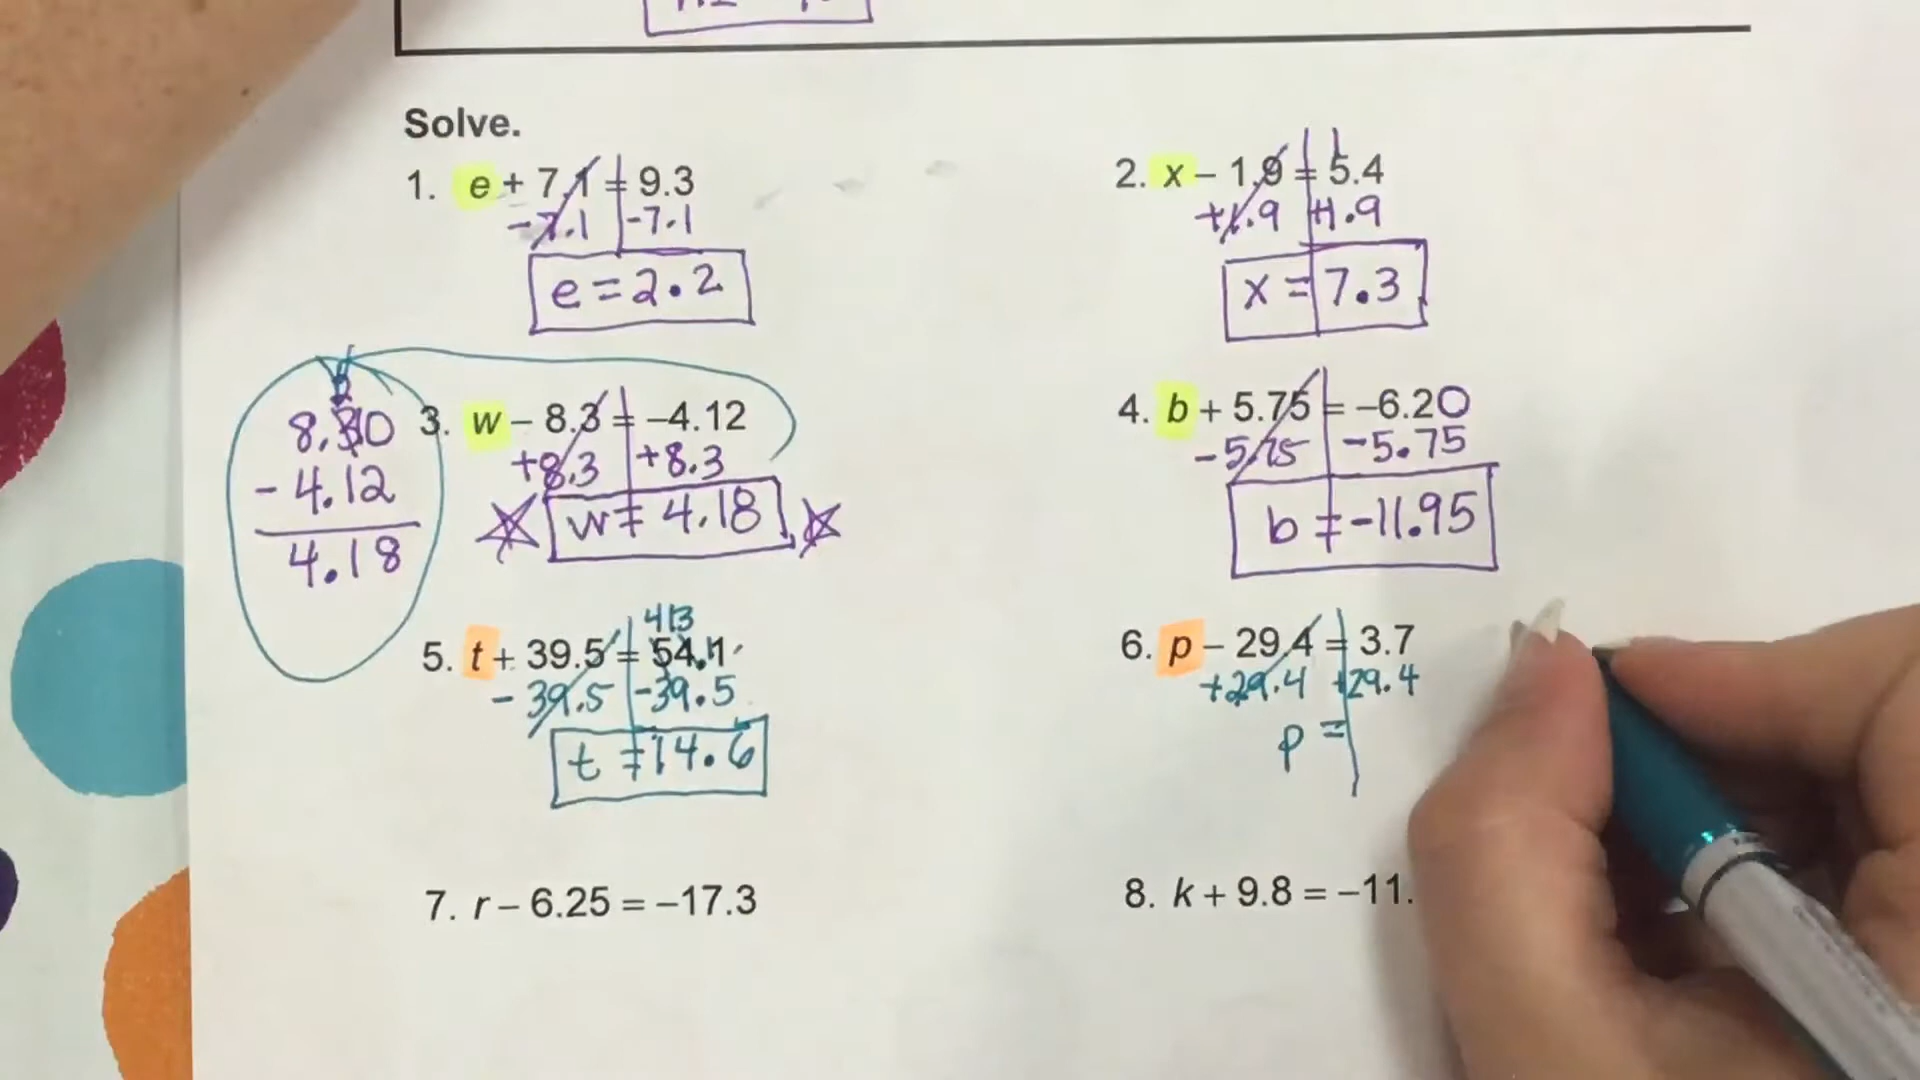 Solve.
1. e + 7.1 = 9.3
-7.1 -7.1
e = 2.2
2. x – 1.9 = 5.4
+1.9 +1.9
x = 7.3
8.30
- 4.12
4.18
3. w – 8.3 = –4.12
+8.3 +8.3
w = 4.18
4. b + 5.75 = –6.20
-5.75 -5.75
b = -11.95
413
5. t + 39.5 = 54.1
- 39.5 -39.5
t = 14.6
6. p – 29.4 = 3.7
+29.4 +29.4
p =
7. r – 6.25 = –17.3
8. k + 9.8 = –11.